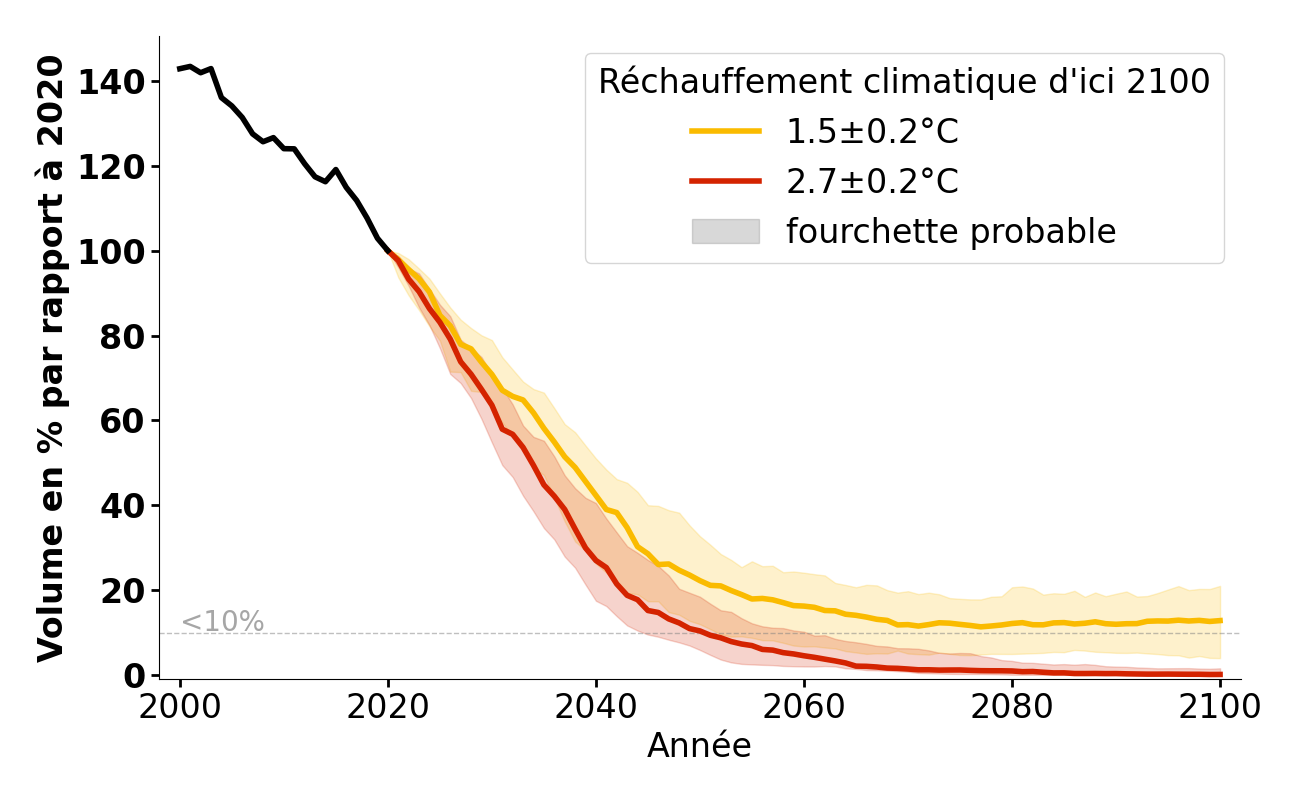 Volume en % par rapport à 2020
140
120
100
80
60
40
20
0
Réchauffement climatique d'ici 2100
1.5±0.2°C
2.7±0.2°C
fourchette probable
<10%
2000 2020 2040 2060 2080 2100
Année